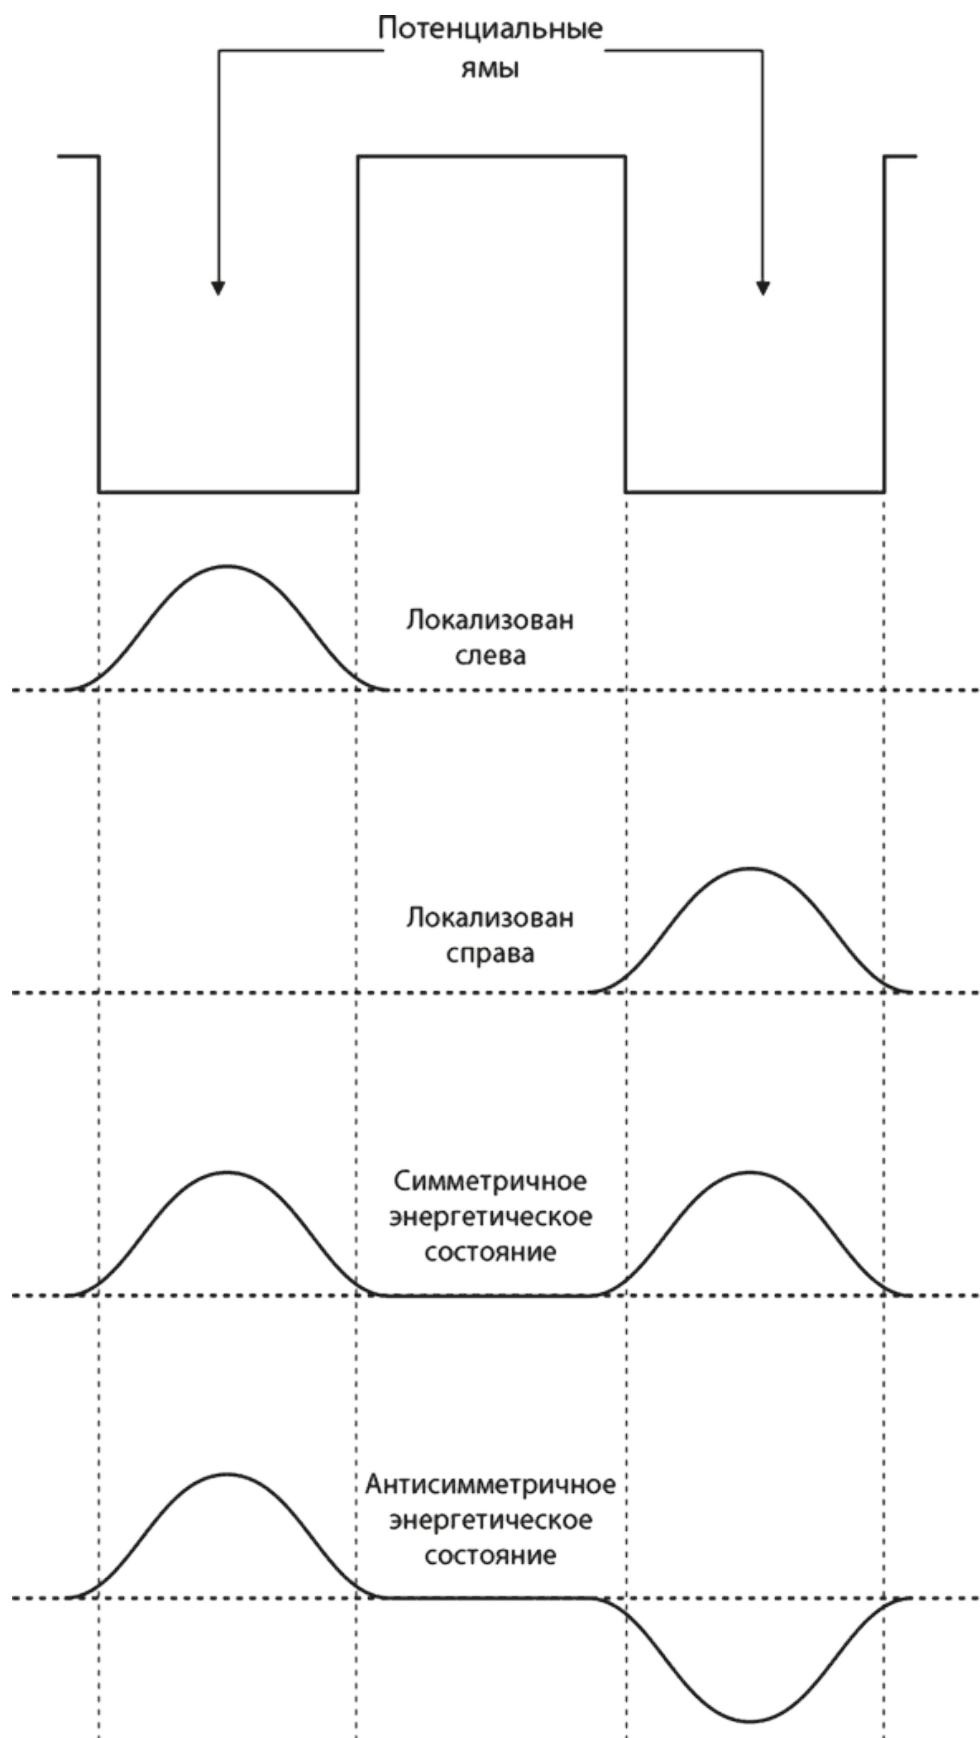 Потенциальные
ямы
Локализован
слева
Локализован
справа
Симметричное
энергетическое
состояние
Антисимметричное
энергетическое
состояние